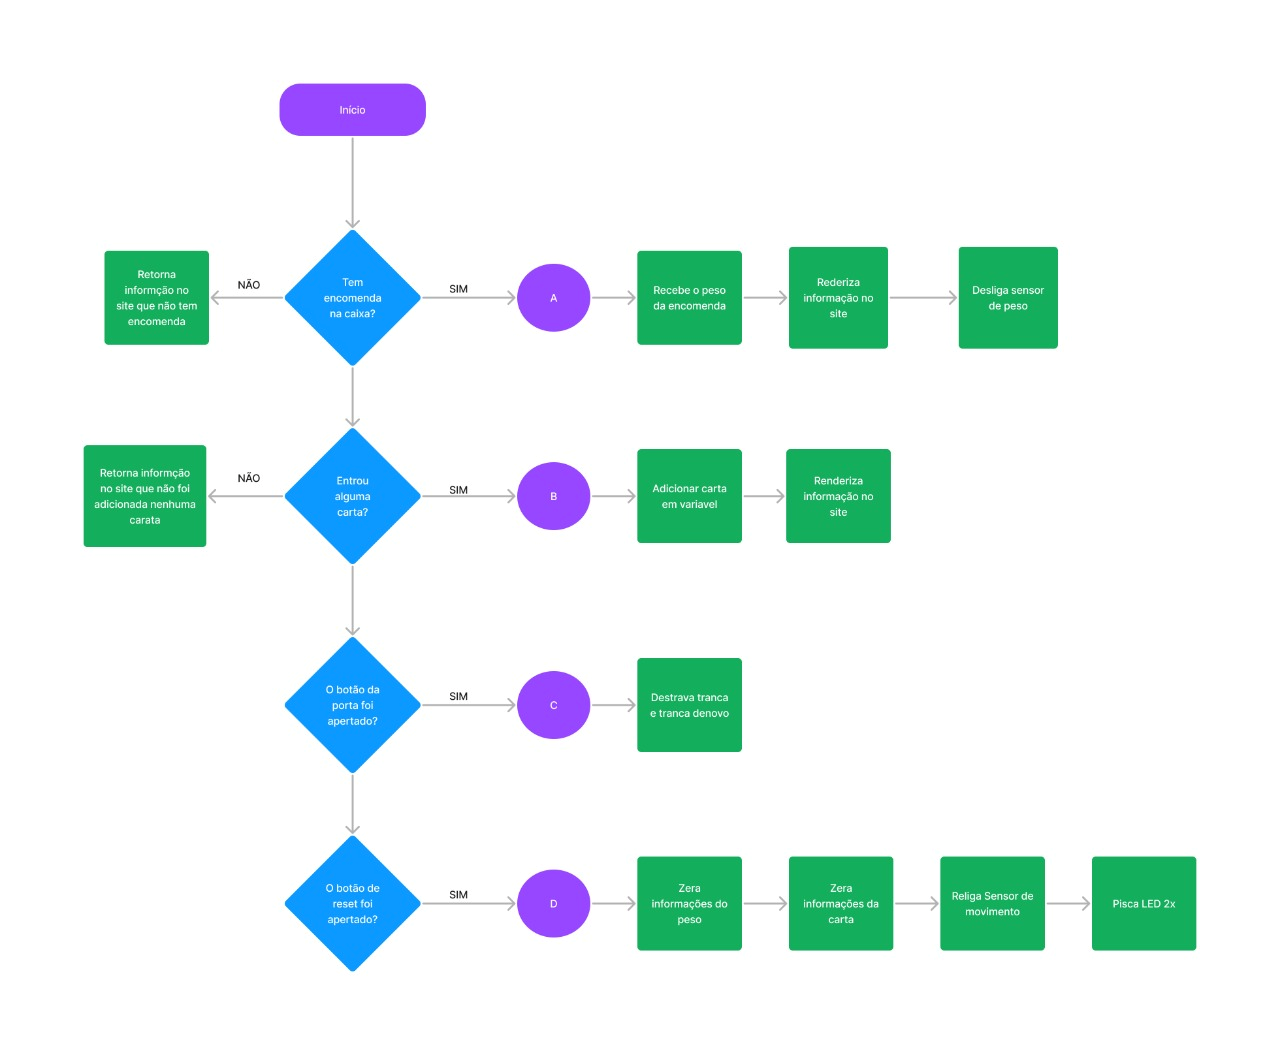 Início
Retorna
informção no
site que não tem
encomenda
NÃO
Tem
encomenda
na caixa?
SIM
A
Recebe o peso
da encomenda
Rederiza
informação no
site
Desliga sensor
de peso
Retorna informção
no site que não foi
adicionada nenhuma
carata
NÃO
Entrou
alguma
carta?
SIM
B
Adicionar carta
em variavel
Renderiza
informação no
site
O botão da
porta foi
apertado?
SIM
C
Destrava tranca
e tranca denovo
O botão de
reset foi
apertado?
SIM
D
Zera
informações do
peso
Zera
informações da
carta
Religa Sensor de
movimento
Pisca LED 2x